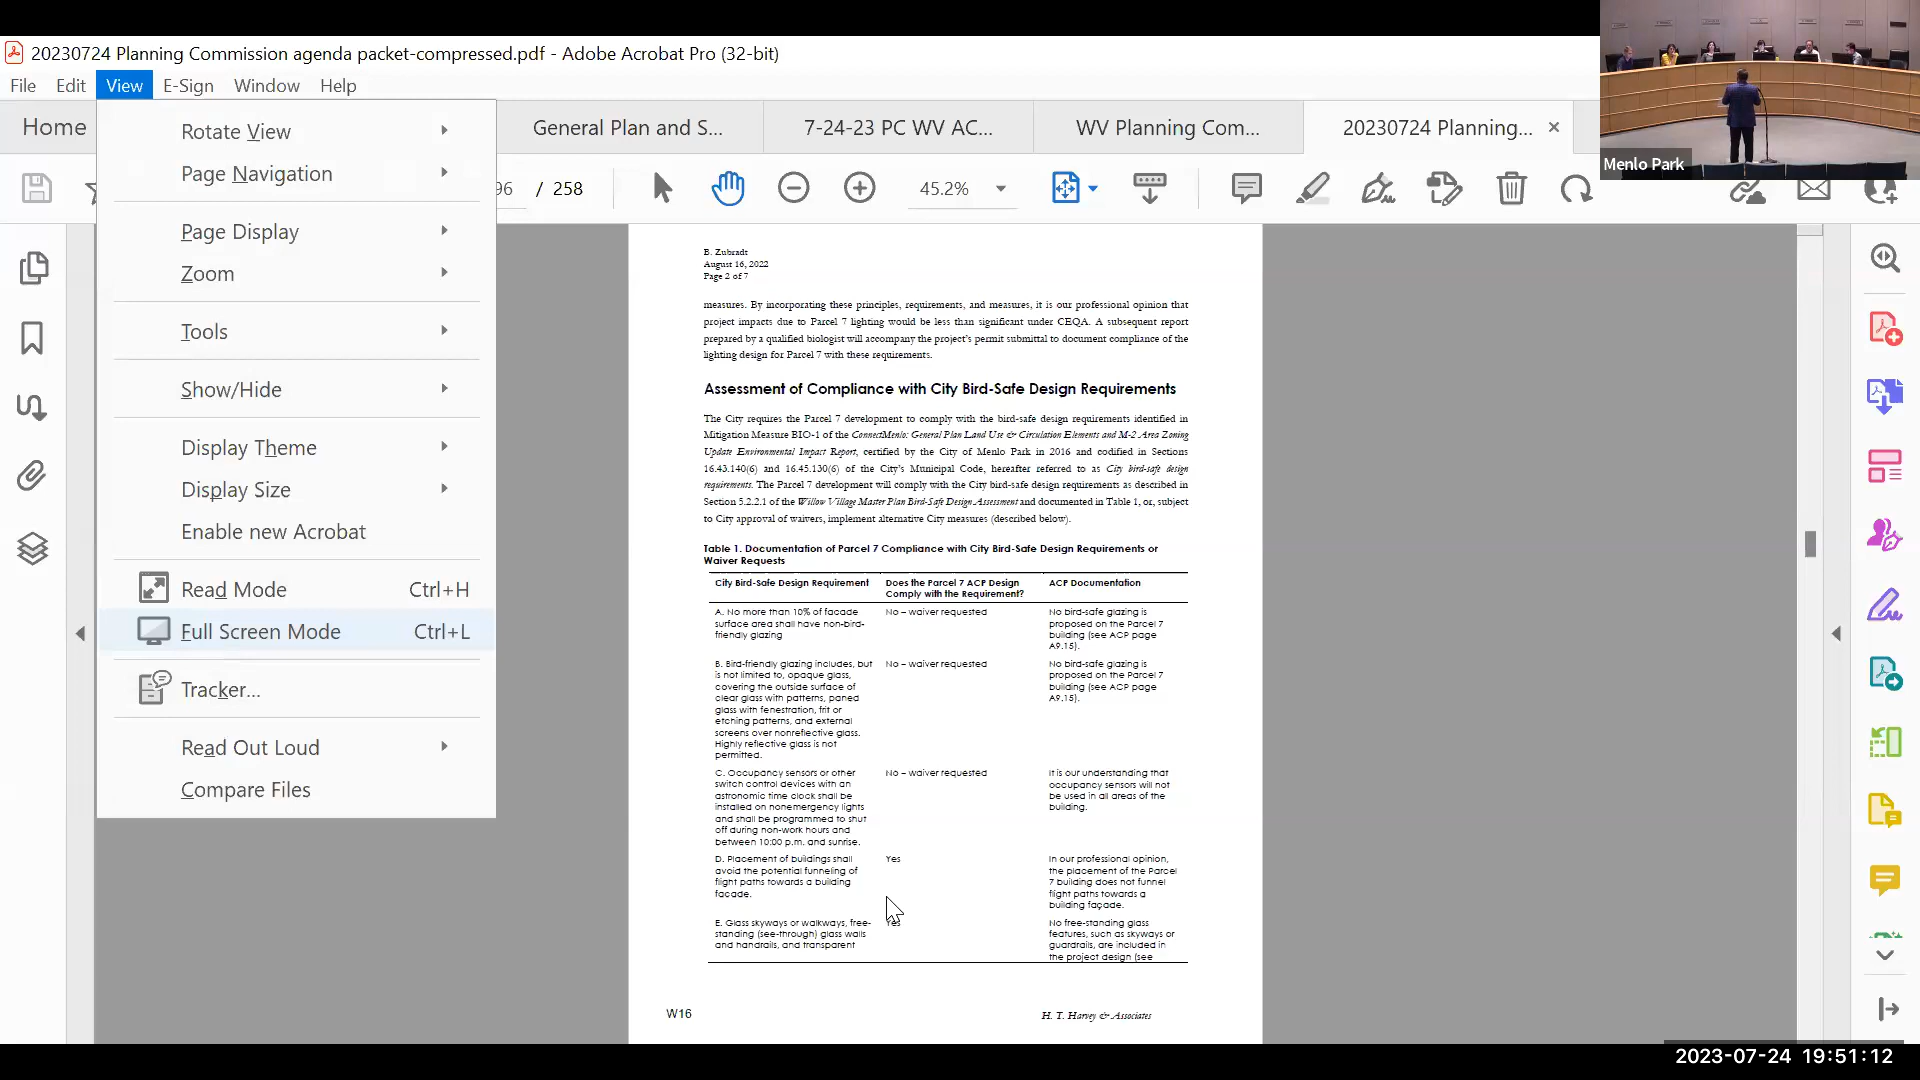 20230724 Planning Commission agenda packet-compressed.pdf - Adobe Acrobat Pro (32-bit)
File Edit View E-Sign Window Help
Home
General Plan and S...
7-24-23 PC WV AC...
WV Planning Com...
20230724 Planning...
96 / 258
45.2%
Menlo Park
Rotate View
Page Navigation
Page Display
Zoom
Tools
Show/Hide
Display Theme
Display Size
Enable new Acrobat
Read Mode Ctrl+H
Full Screen Mode Ctrl+L
Tracker...
Read Out Loud
Compare Files
B. Zubradt
August 16, 2022
Page 2 of 7
measures. By incorporating these principles, requirements, and measures, it is our professional opinion that
project impacts due to Parcel 7 lighting would be less than significant under CEQA. A subsequent report
prepared by a qualified biologist will accompany the project's permit submittal to document compliance of the
lighting design for Parcel 7 with these requirements.
Assessment of Compliance with City Bird-Safe Design Requirements
The City requires the Parcel 7 development to comply with the bird-safe design requirements identified in
Mitigation Measure BIO-1 of the ConnectMenlo: General Plan Land Use & Circulation Elements and M-2 Area Zoning
Update Environmental Impact Report, certified by the City of Menlo Park in 2016 and codified in Sections
16.43.140(6) and 16.45.130(6) of the City's Municipal Code, hereafter referred to as City bird-safe design
requirements. The Parcel 7 development will comply with the City bird-safe design requirements as described in
Section 5.2.2.1 of the Willow Village Master Plan Bird-Safe Design Assessment and documented in Table 1, or, subject
to City approval of waivers, implement alternative City measures (described below).
Table 1. Documentation of Parcel 7 Compliance with City Bird-Safe Design Requirements or
Waiver Requests
City Bird-Safe Design Requirement
Does the Parcel 7 ACP Design
Comply with the Requirement?
ACP Documentation
A. No more than 10% of facade
surface area shall have non-bird-
friendly glazing
No – waiver requested
No bird-safe glazing is
proposed on the Parcel 7
building (see ACP page
A9.15).
B. Bird-friendly glazing includes, but
is not limited to, opaque glass,
covering the outside surface of
clear glass with patterns, paned
glass with fenestration, frit or
etching patterns, and external
screens over nonreflective glass.
Highly reflective glass is not
permitted.
No – waiver requested
No bird-safe glazing is
proposed on the Parcel 7
building (see ACP page
A9.15).
C. Occupancy sensors or other
switch control devices with an
astronomic time clock shall be
installed on nonemergency lights
and shall be programmed to shut
off during non-work hours and
between 10:00 p.m. and sunrise.
No – waiver requested
It is our understanding that
occupancy sensors will not
be used in all areas of the
building.
D. Placement of buildings shall
avoid the potential funneling of
flight paths towards a building
facade.
Yes
In our professional opinion,
the placement of the Parcel
7 building does not funnel
flight paths towards a
building façade.
E. Glass skyways or walkways, free-
standing (see-through) glass walls
and handrails, and transparent
Yes
No free-standing glass
features, such as skyways or
guardrails, are included in
the project design (see
W16
H. T. Harvey & Associates
2023-07-24 19:51:12